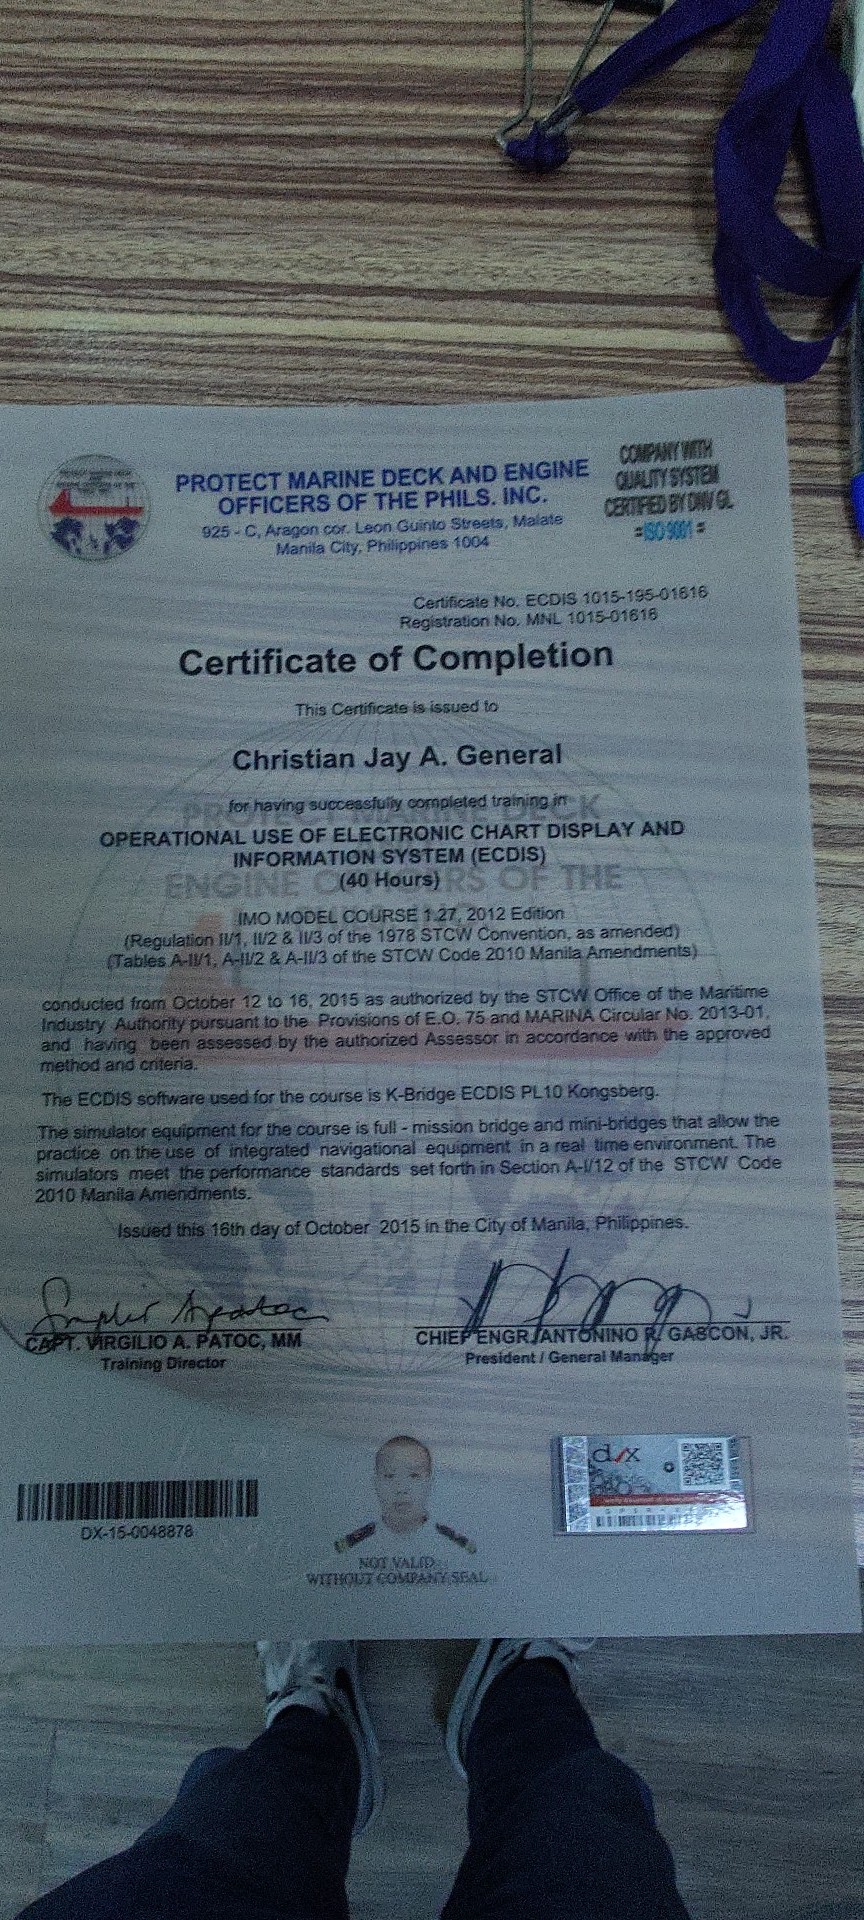 PROTECT MARINE DECK AND ENGINE
OFFICERS OF THE PHILS. INC.
925 - C, Aragon cor. Leon Guinto Streets, Malate
Manila City, Philippines 1004
COMPANY WITH
QUALITY SYSTEM
CERTIFIED BY DNV GL
=ISO 9001=
Certificate No. ECDIS 1015-195-01616
Registration No. MNL 1015-01616
Certificate of Completion
This Certificate is issued to
Christian Jay A. General
for having successfully completed training in
OPERATIONAL USE OF ELECTRONIC CHART DISPLAY AND
INFORMATION SYSTEM (ECDIS)
(40 Hours)
IMO MODEL COURSE 1.27, 2012 Edition
(Regulation II/1, II/2 & II/3 of the 1978 STCW Convention, as amended)
(Tables A-II/1, A-II/2 & A-II/3 of the STCW Code 2010 Manila Amendments)
conducted from October 12 to 16, 2015 as authorized by the STCW Office of the Maritime
Industry Authority pursuant to the Provisions of E.O. 75 and MARINA Circular No. 2013-01,
and having been assessed by the authorized Assessor in accordance with the approved
method and criteria.
The ECDIS software used for the course is K-Bridge ECDIS PL10 Kongsberg.
The simulator equipment for the course is full - mission bridge and mini-bridges that allow the
practice on the use of integrated navigational equipment in a real time environment. The
simulators meet the performance standards set forth in Section A-I/12 of the STCW Code
2010 Manila Amendments.
Issued this 16th day of October 2015 in the City of Manila, Philippines.
CAPT. VIRGILIO A. PATOC, MM
Training Director
CHIEF ENGR. ANTONINO R. GASCON, JR.
President / General Manager
DX-15-0048878
NOT VALID
WITHOUT COMPANY SEAL
d/x
PROTECT MARINE DECK
ENGINE OFFICERS OF THE